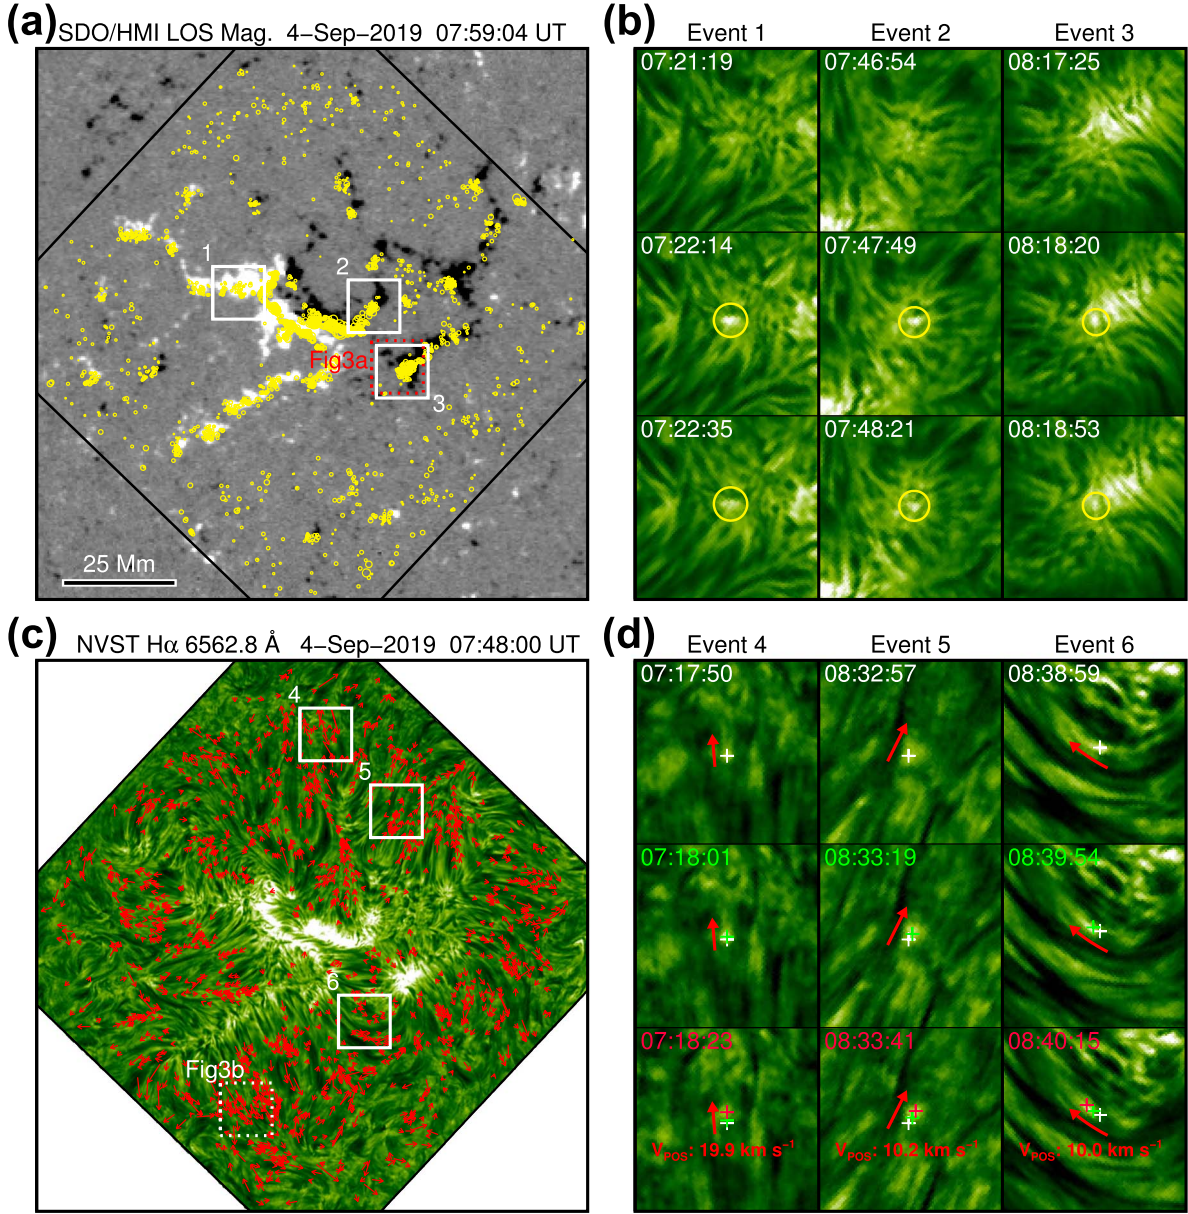 (a)
SDO/HMI LOS Mag. 4–Sep–2019 07:59:04 UT
1
2
Fig3a
3
25 Mm
(b)
Event 1 Event 2 Event 3
07:21:19 07:46:54 08:17:25
07:22:14 07:47:49 08:18:20
07:22:35 07:48:21 08:18:53
(c)
NVST Hα 6562.8 Å 4–Sep–2019 07:48:00 UT
4
5
6
Fig3b
(d)
Event 4 Event 5 Event 6
07:17:50 08:32:57 08:38:59
07:18:01 08:33:19 08:39:54
07:18:23 08:33:41 08:40:15
V_POS: 19.9 km s⁻¹ V_POS: 10.2 km s⁻¹ V_POS: 10.0 km s⁻¹